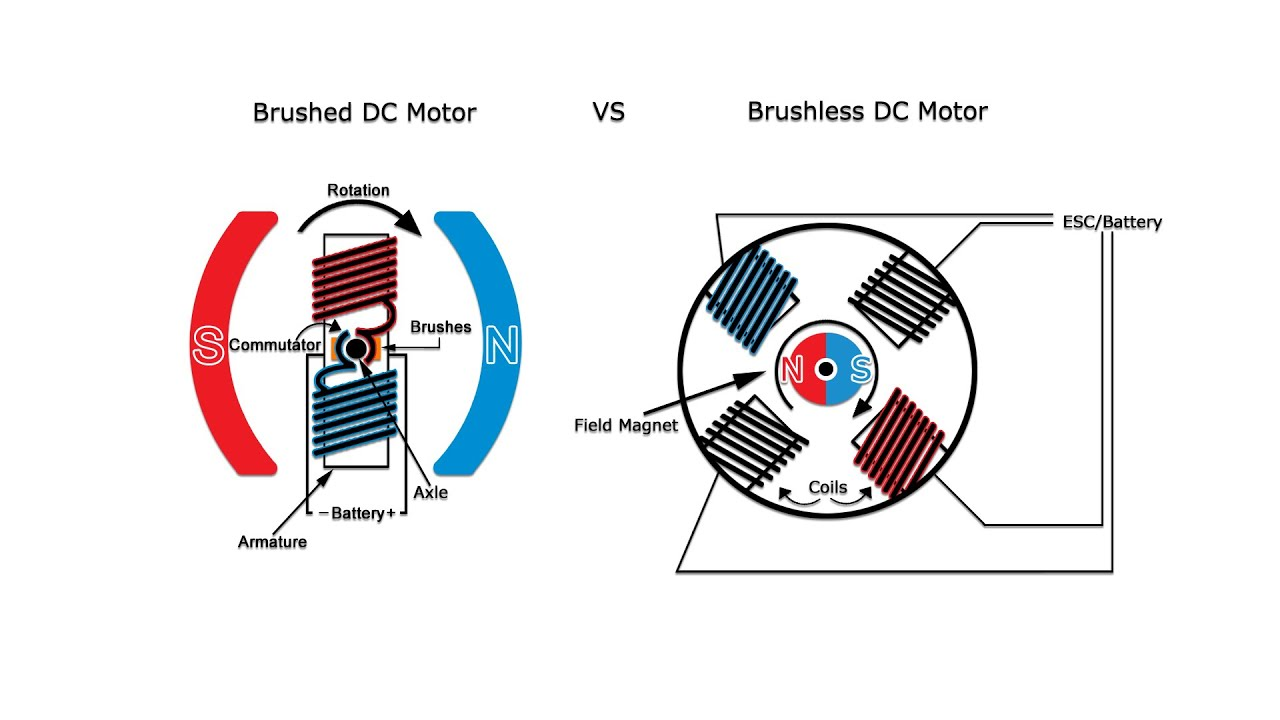 Brushed DC Motor
VS
Brushless DC Motor
Rotation
S
N
Commutator
Brushes
Axle
−Battery+
Armature
ESC/Battery
N
S
Field Magnet
Coils